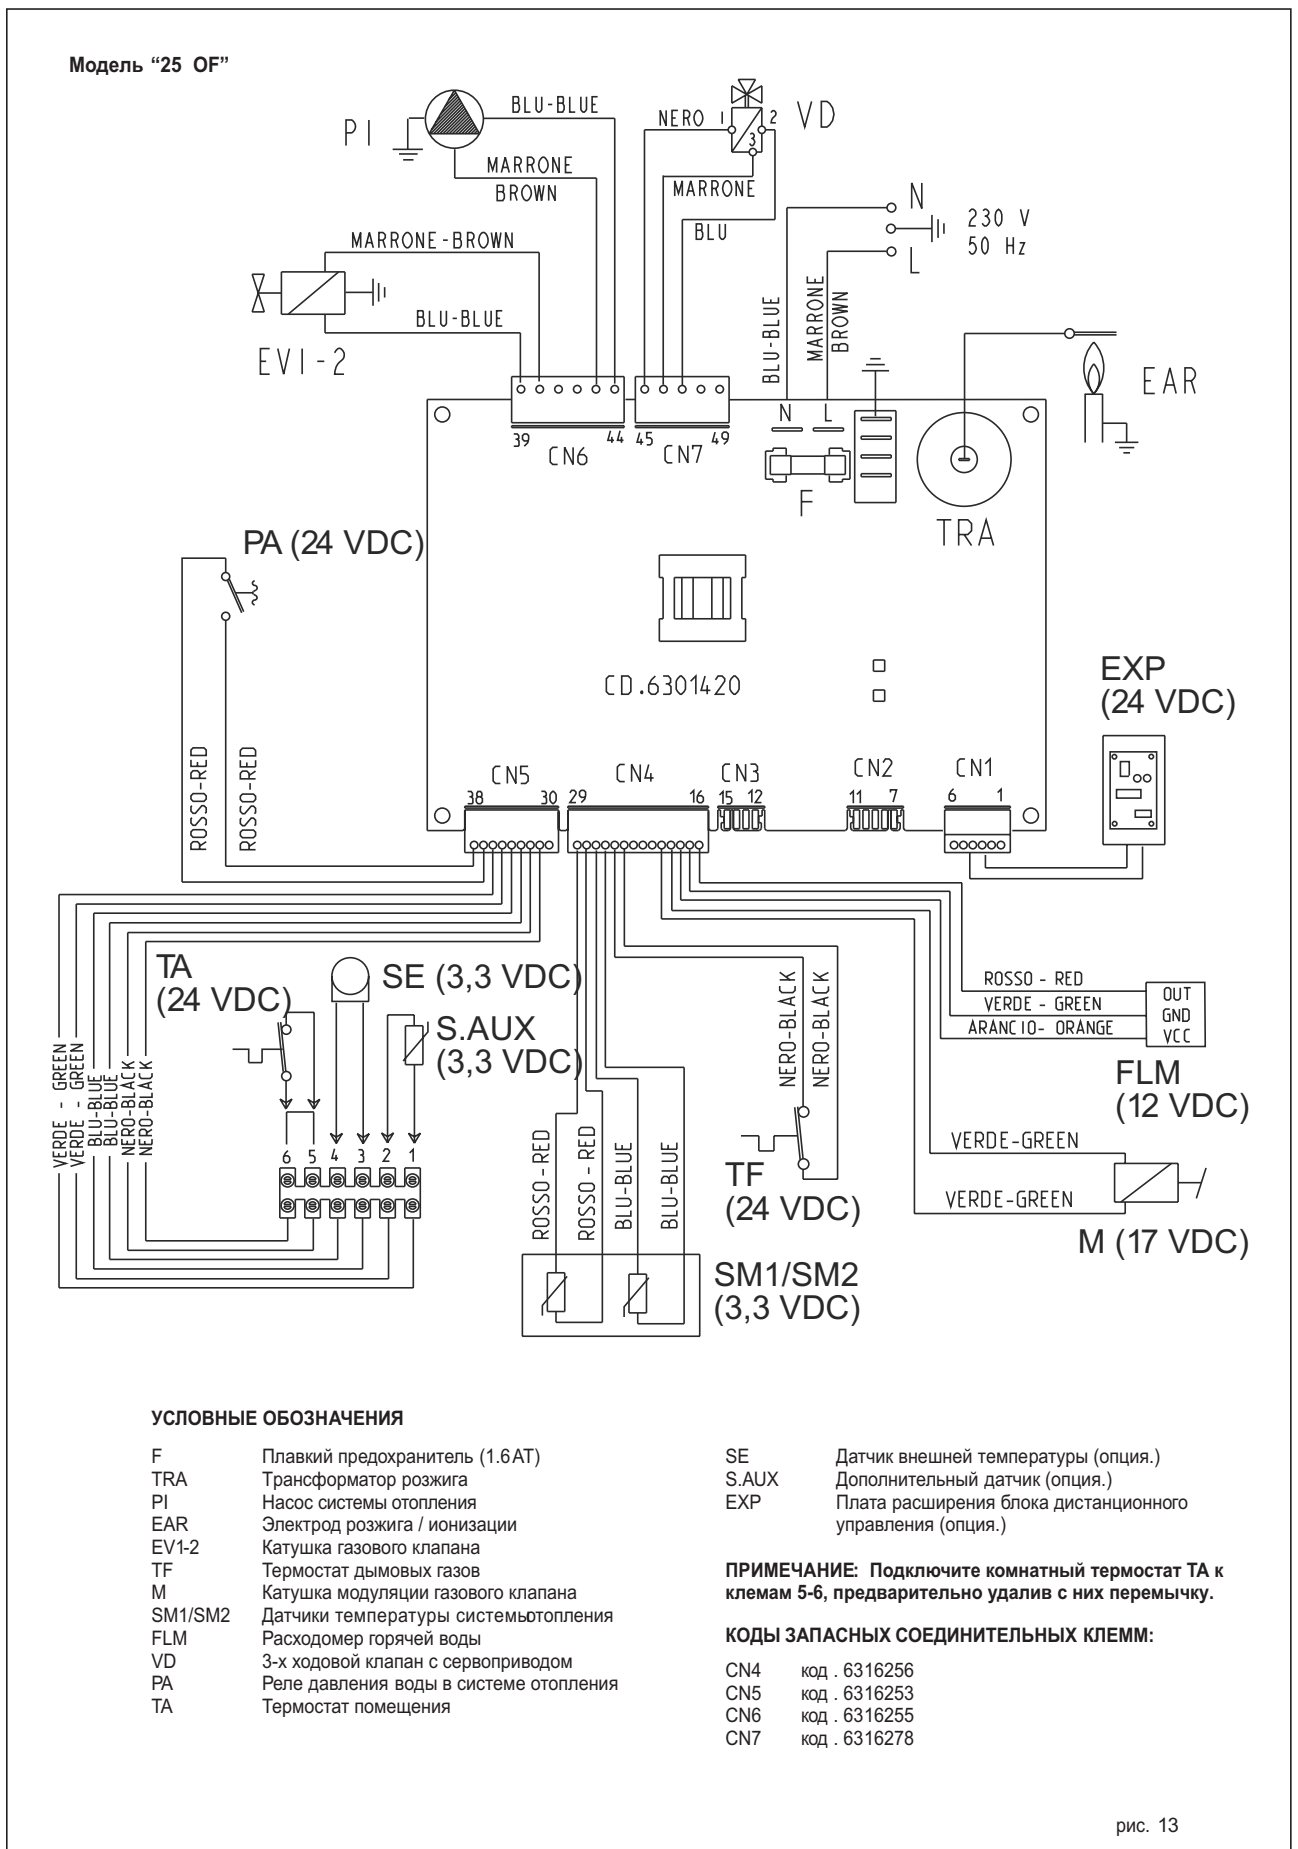 Модель “25 OF”
PI
BLU-BLUE
MARRONE
BROWN
NERO
1
2
3
VD
MARRONE
BLU
N
L
230 V
50 Hz
MARRONE-BROWN
BLU-BLUE
EV1-2
BLU-BLUE
MARRONE
BROWN
EAR
39
44
CN6
45
49
CN7
N
L
F
TRA
PA (24 VDC)
CD.6301420
EXP
(24 VDC)
ROSSO-RED
ROSSO-RED
CN5
38
30
CN4
29
16
CN3
15
12
CN2
11
7
CN1
6
1
TA
(24 VDC)
SE (3,3 VDC)
S.AUX
(3,3 VDC)
VERDE - GREEN
VERDE - GREEN
BLU-BLUE
BLU-BLUE
NERO-BLACK
NERO-BLACK
6 5 4 3 2 1
ROSSO-RED
ROSSO - RED
BLU-BLUE
BLU-BLUE
SM1/SM2
(3,3 VDC)
NERO-BLACK
NERO-BLACK
TF
(24 VDC)
ROSSO - RED
VERDE - GREEN
ARANCIO- ORANGE
OUT
GND
VCC
FLM
(12 VDC)
VERDE-GREEN
VERDE-GREEN
M (17 VDC)
УСЛОВНЫЕ ОБОЗНАЧЕНИЯ
F Плавкий предохранитель (1.6 AT)
TRA Трансформатор розжига
PI Насос системы отопления
EAR Электрод розжига / ионизации
EV1-2 Катушка газового клапана
TF Термостат дымовых газов
M Катушка модуляции газового клапана
SM1/SM2 Датчики температуры системыотопления
FLM Расходомер горячей воды
VD 3-х ходовой клапан с сервоприводом
PA Реле давления воды в системе отопления
TA Термостат помещения
SE Датчик внешней температуры (опция.)
S.AUX Дополнительный датчик (опция.)
EXP Плата расширения блока дистанционного
управления (опция.)
ПРИМЕЧАНИЕ: Подключите комнатный термостат ТА к
клемам 5-6, предварительно удалив с них перемычку.
КОДЫ ЗАПАСНЫХ СОЕДИНИТЕЛЬНЫХ КЛЕММ:
CN4 код . 6316256
CN5 код . 6316253
CN6 код . 6316255
CN7 код . 6316278
рис. 13